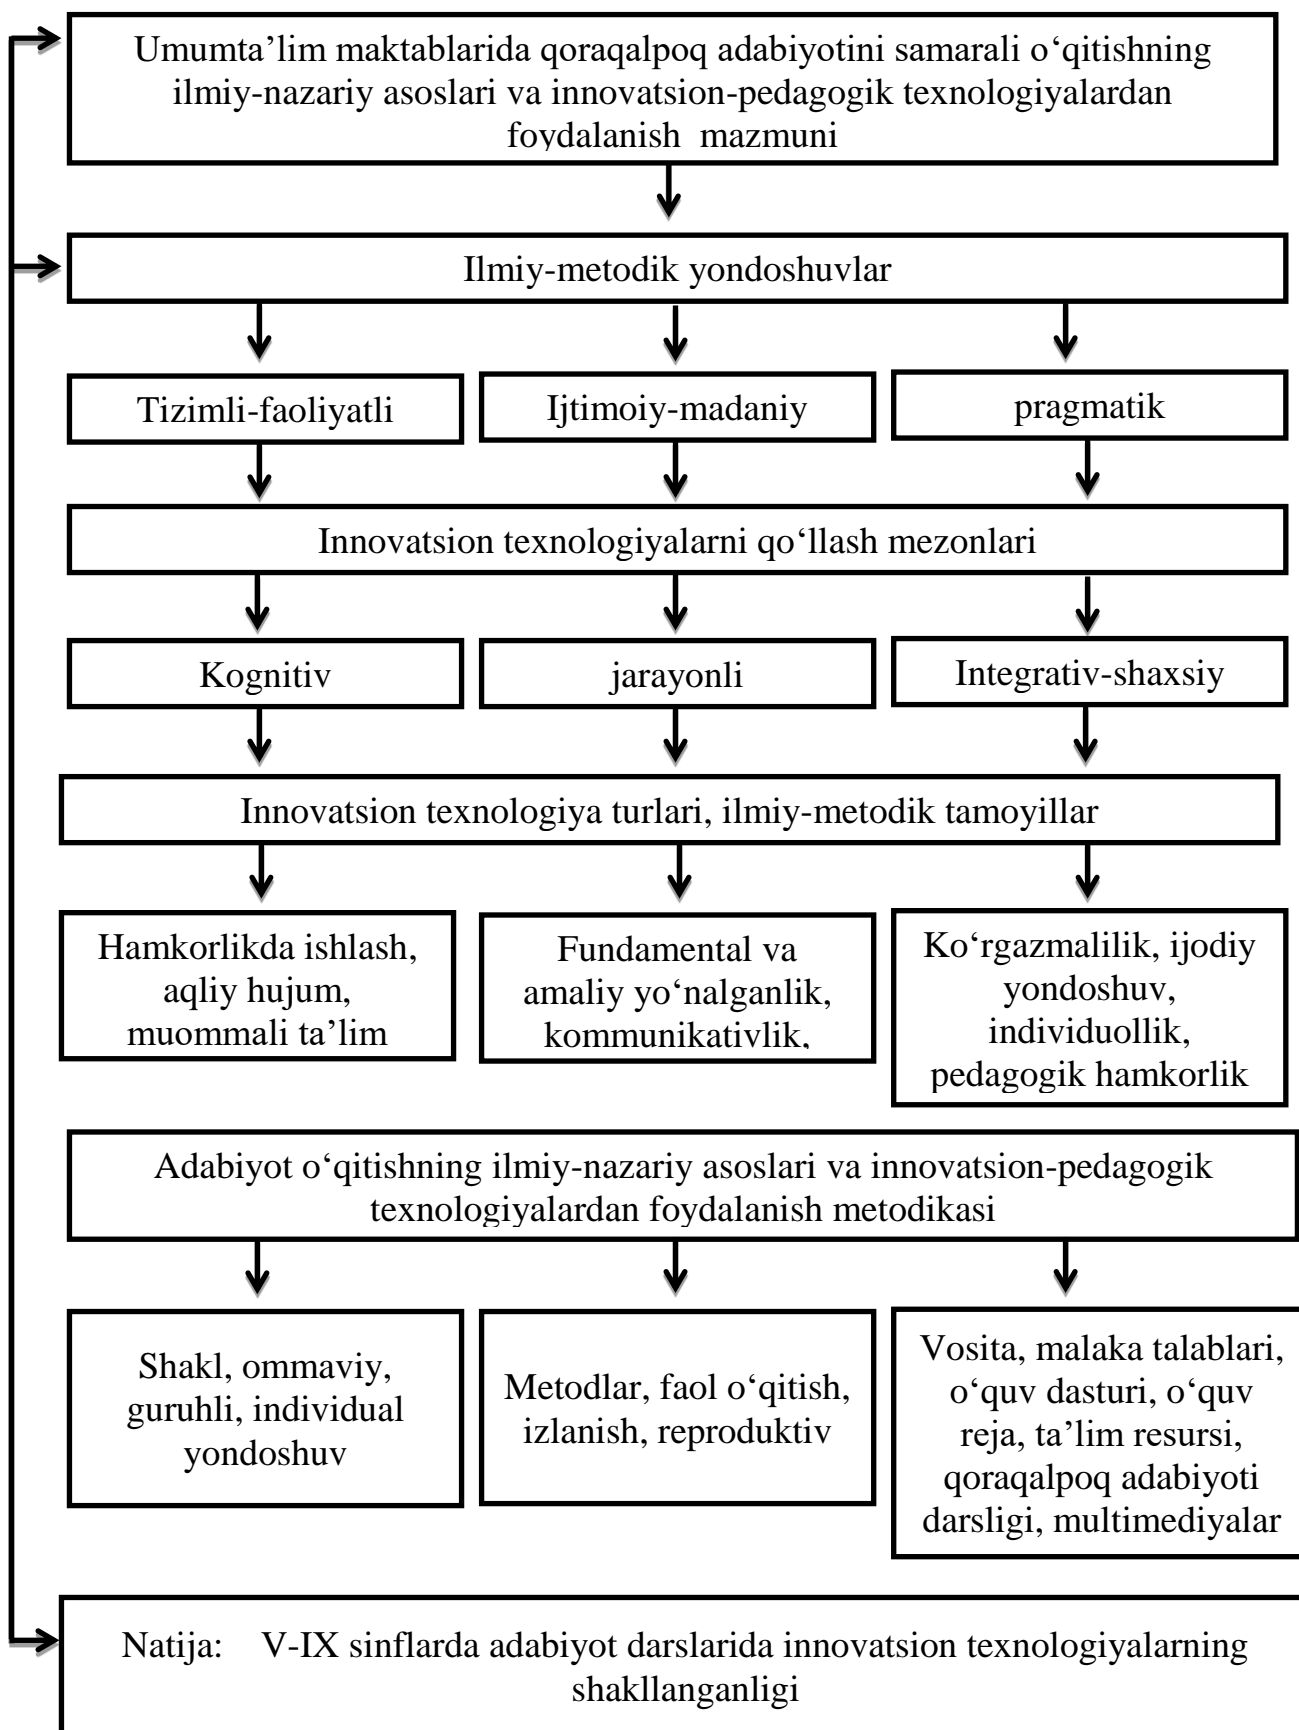 Umumta’lim maktablarida qoraqalpoq adabiyotini samarali o‘qitishning
ilmiy-nazariy asoslari va innovatsion-pedagogik texnologiyalardan
foydalanish mazmuni
Ilmiy-metodik yondoshuvlar
Tizimli-faoliyatli
Ijtimoiy-madaniy
pragmatik
Innovatsion texnologiyalarni qo‘llash mezonlari
Kognitiv
jarayonli
Integrativ-shaxsiy
Innovatsion texnologiya turlari, ilmiy-metodik tamoyillar
Hamkorlikda ishlash,
aqliy hujum,
muommali ta’lim
Fundamental va
amaliy yo‘nalganlik,
kommunikativlik,
Ko‘rgazmalilik, ijodiy
yondoshuv,
individuollik,
pedagogik hamkorlik
Adabiyot o‘qitishning ilmiy-nazariy asoslari va innovatsion-pedagogik
texnologiyalardan foydalanish metodikasi
Shakl, ommaviy,
guruhli, individual
yondoshuv
Metodlar, faol o‘qitish,
izlanish, reproduktiv
Vosita, malaka talablari,
o‘quv dasturi, o‘quv
reja, ta’lim resursi,
qoraqalpoq adabiyoti
darsligi, multimediyalar
Natija: V-IX sinflarda adabiyot darslarida innovatsion texnologiyalarning
shakllanganligi